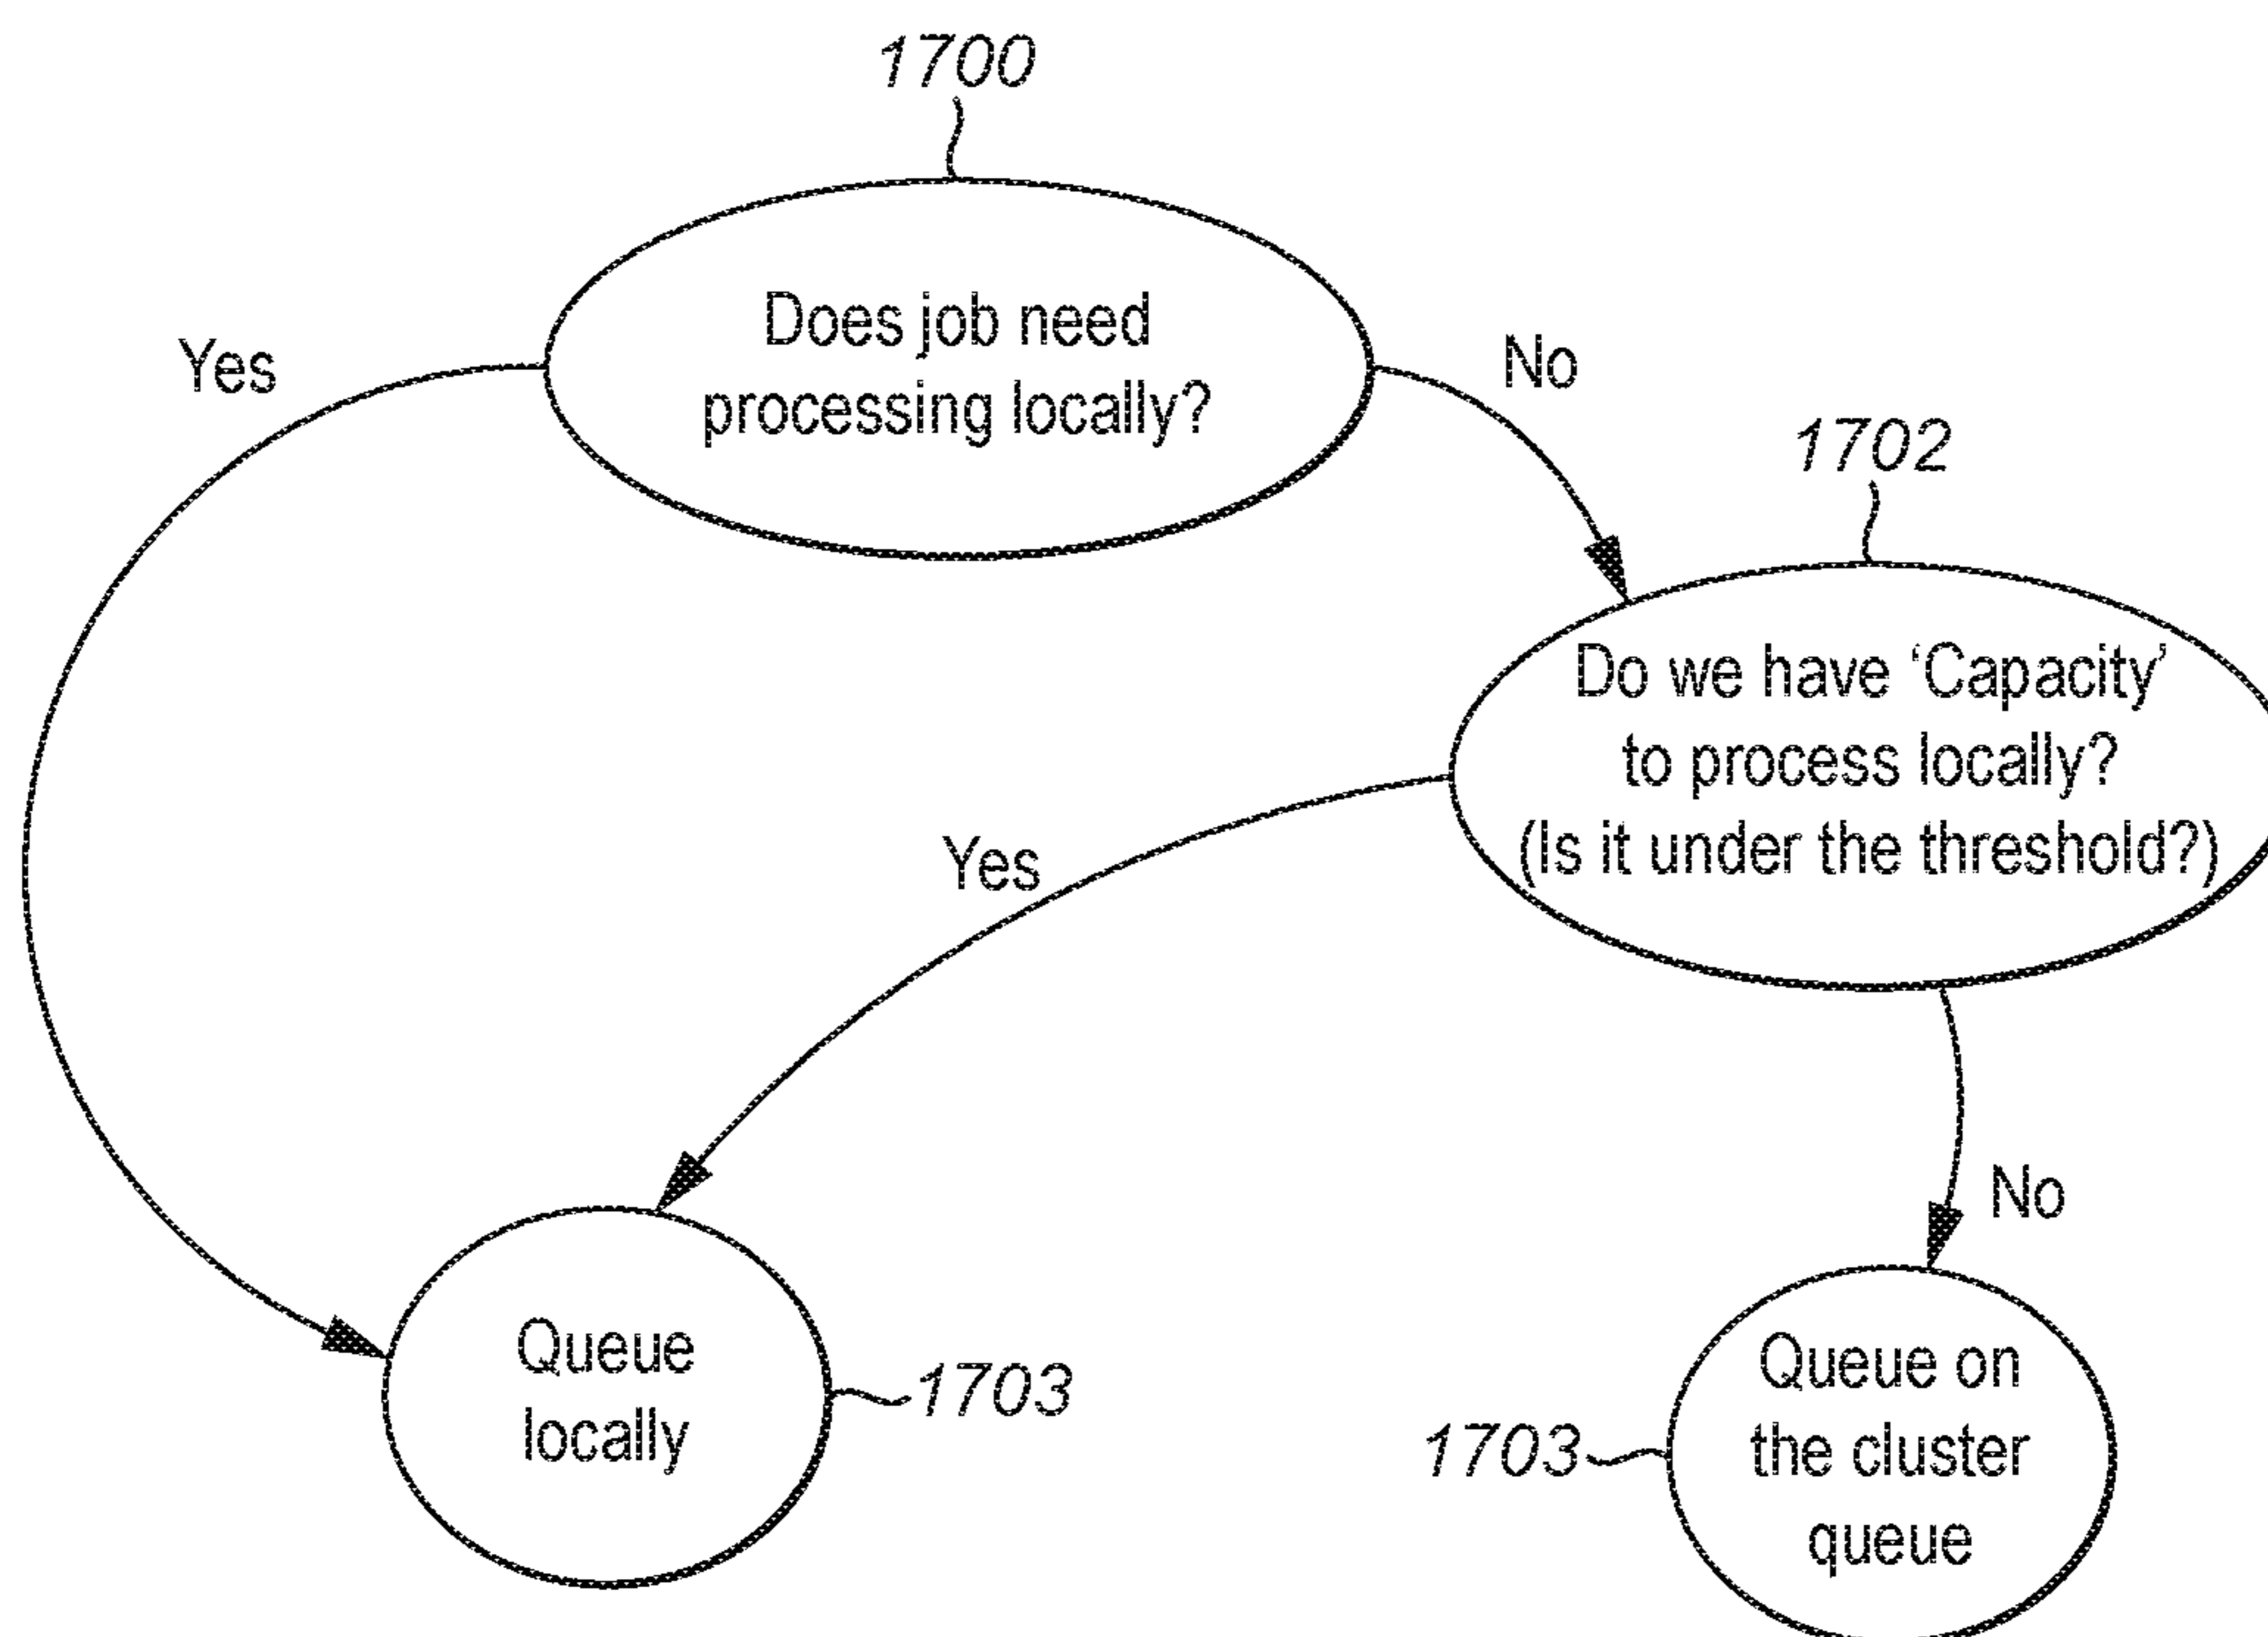 1700
Does job need
processing locally?
Yes
No
1702
Do we have ‘Capacity’
to process locally?
(Is it under the threshold?)
Yes
No
Queue
locally
1703
1703
Queue on
the cluster
queue